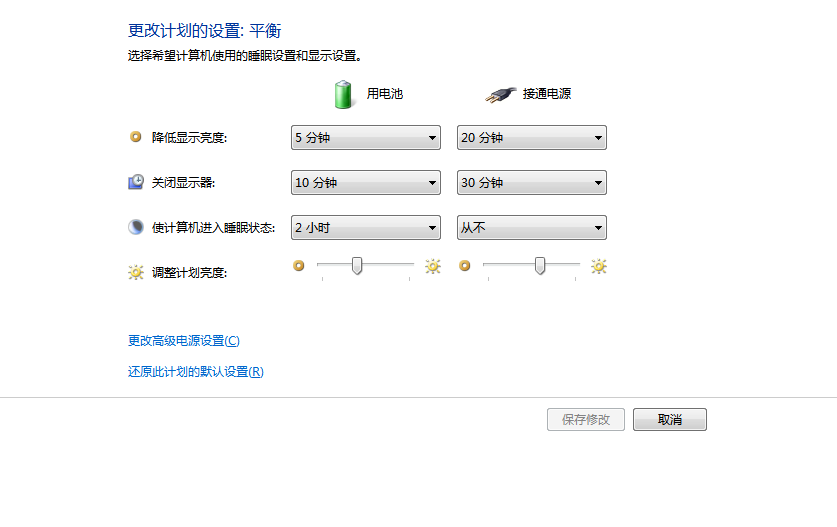 更改计划的设置: 平衡
选择希望计算机使用的睡眠设置和显示设置。
用电池 接通电源
降低显示亮度: 5 分钟 20 分钟
关闭显示器: 10 分钟 30 分钟
使计算机进入睡眠状态: 2 小时 从不
调整计划亮度:
更改高级电源设置(C)
还原此计划的默认设置(R)
保存修改 取消